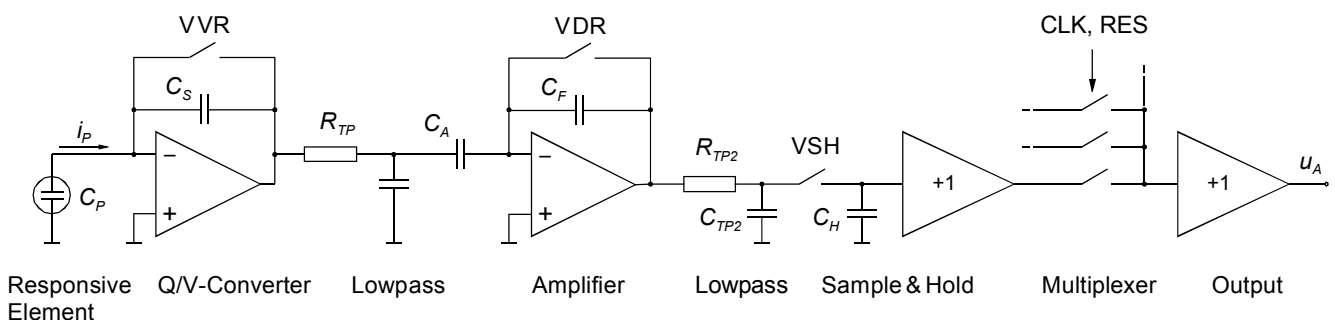 VVR
VDR
CLK, RES
C_S
C_F
i_P
R_TP
C_A
R_TP2
VSH
u_A
−
−
+1
+1
C_P
+
+
C_TP2
C_H
Responsive Element
Q/V-Converter
Lowpass
Amplifier
Lowpass
Sample & Hold
Multiplexer
Output